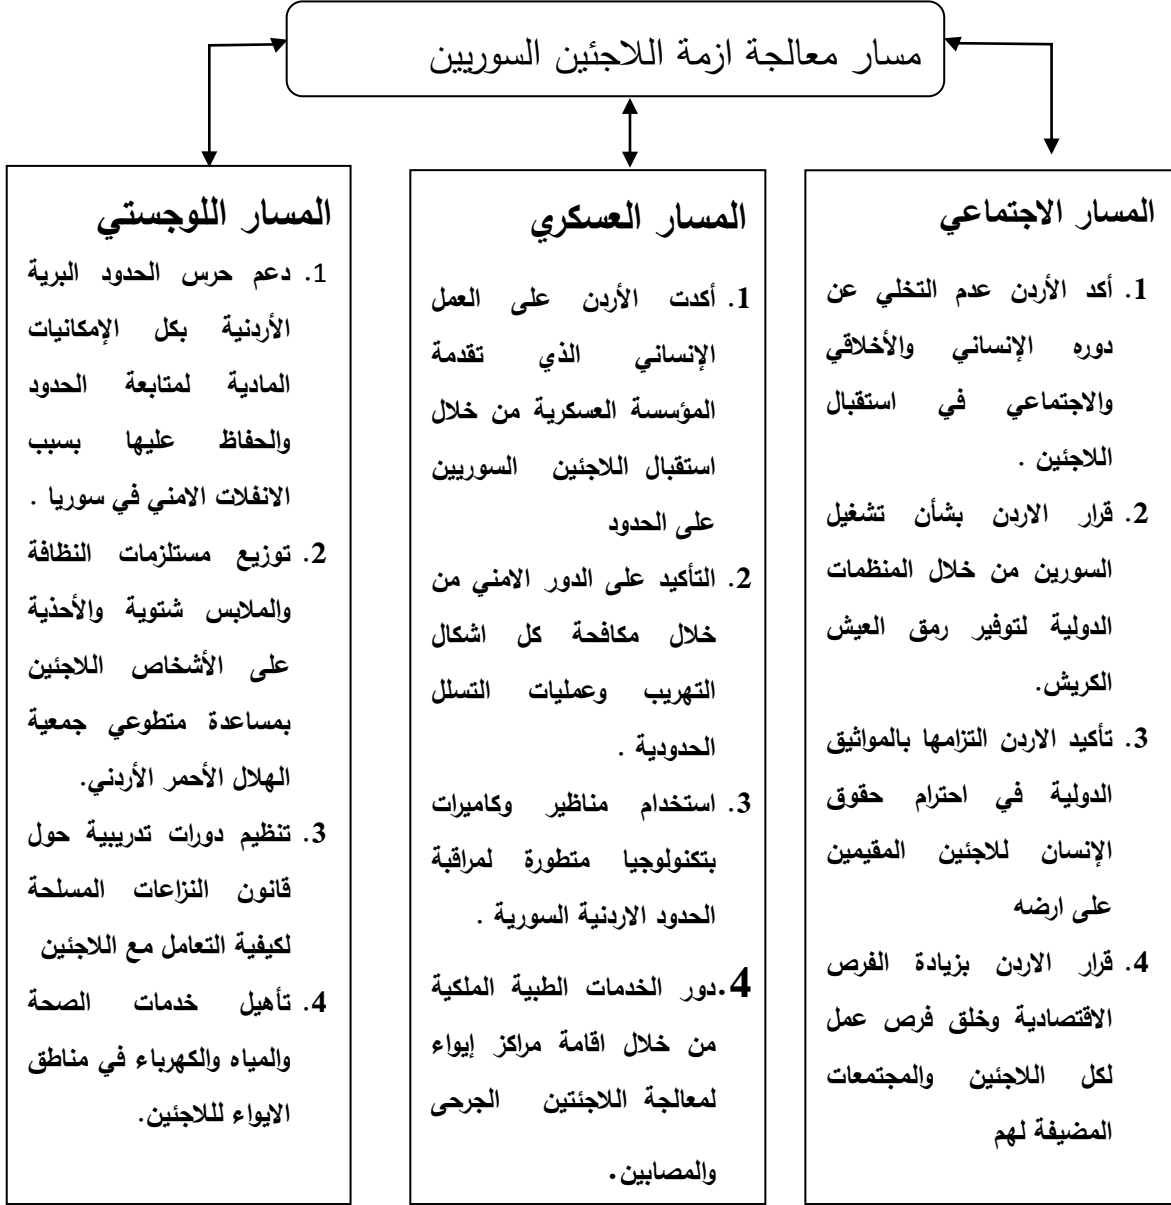 مسار معالجة ازمة اللاجئين السوريين
المسار الاجتماعي
1. أكد الأردن عدم التخلي عن
دوره الإنساني والأخلاقي
والاجتماعي في استقبال
اللاجئين .
2. قرار الاردن بشأن تشغيل
السورين من خلال المنظمات
الدولية لتوفير رمق العيش
الكريش.
3. تأكيد الاردن التزامها بالمواثيق
الدولية في احترام حقوق
الإنسان للاجئين المقيمين
على ارضه
4. قرار الاردن بزيادة الفرص
الاقتصادية وخلق فرص عمل
لكل اللاجئين والمجتمعات
المضيفة لهم
المسار العسكري
1. أكدت الأردن على العمل
الإنساني الذي تقدمة
المؤسسة العسكرية من خلال
استقبال اللاجئين السوريين
على الحدود
2. التأكيد على الدور الامني من
خلال مكافحة كل اشكال
التهريب وعمليات التسلل
الحدودية .
3. استخدام مناظير وكاميرات
بتكنولوجيا متطورة لمراقبة
الحدود الاردنية السورية .
4.دور الخدمات الطبية الملكية
من خلال اقامة مراكز إيواء
لمعالجة اللاجئتين الجرحى
والمصابين.
المسار اللوجستي
1. دعم حرس الحدود البرية
الأردنية بكل الإمكانيات
المادية لمتابعة الحدود
والحفاظ عليها بسبب
الانفلات الامني في سوريا .
2. توزيع مستلزمات النظافة
والملابس شتوية والأحذية
على الأشخاص اللاجئين
بمساعدة متطوعي جمعية
الهلال الأحمر الأردني.
3. تنظيم دورات تدريبية حول
قانون النزاعات المسلحة
لكيفية التعامل مع اللاجئين
4. تأهيل خدمات الصحة
والمياه والكهرباء في مناطق
الايواء للاجئين.